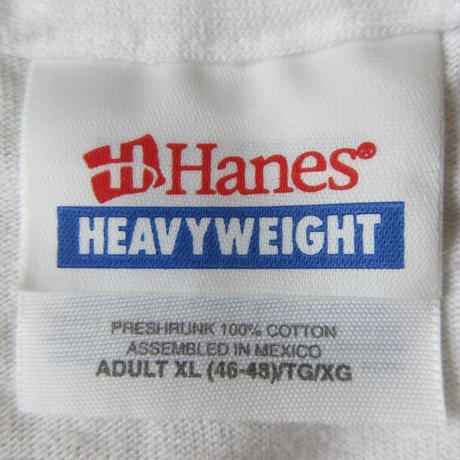 H Hanes®
HEAVYWEIGHT
PRESHRUNK 100% COTTON
ASSEMBLED IN MEXICO
ADULT XL (46-48)/TG/XG